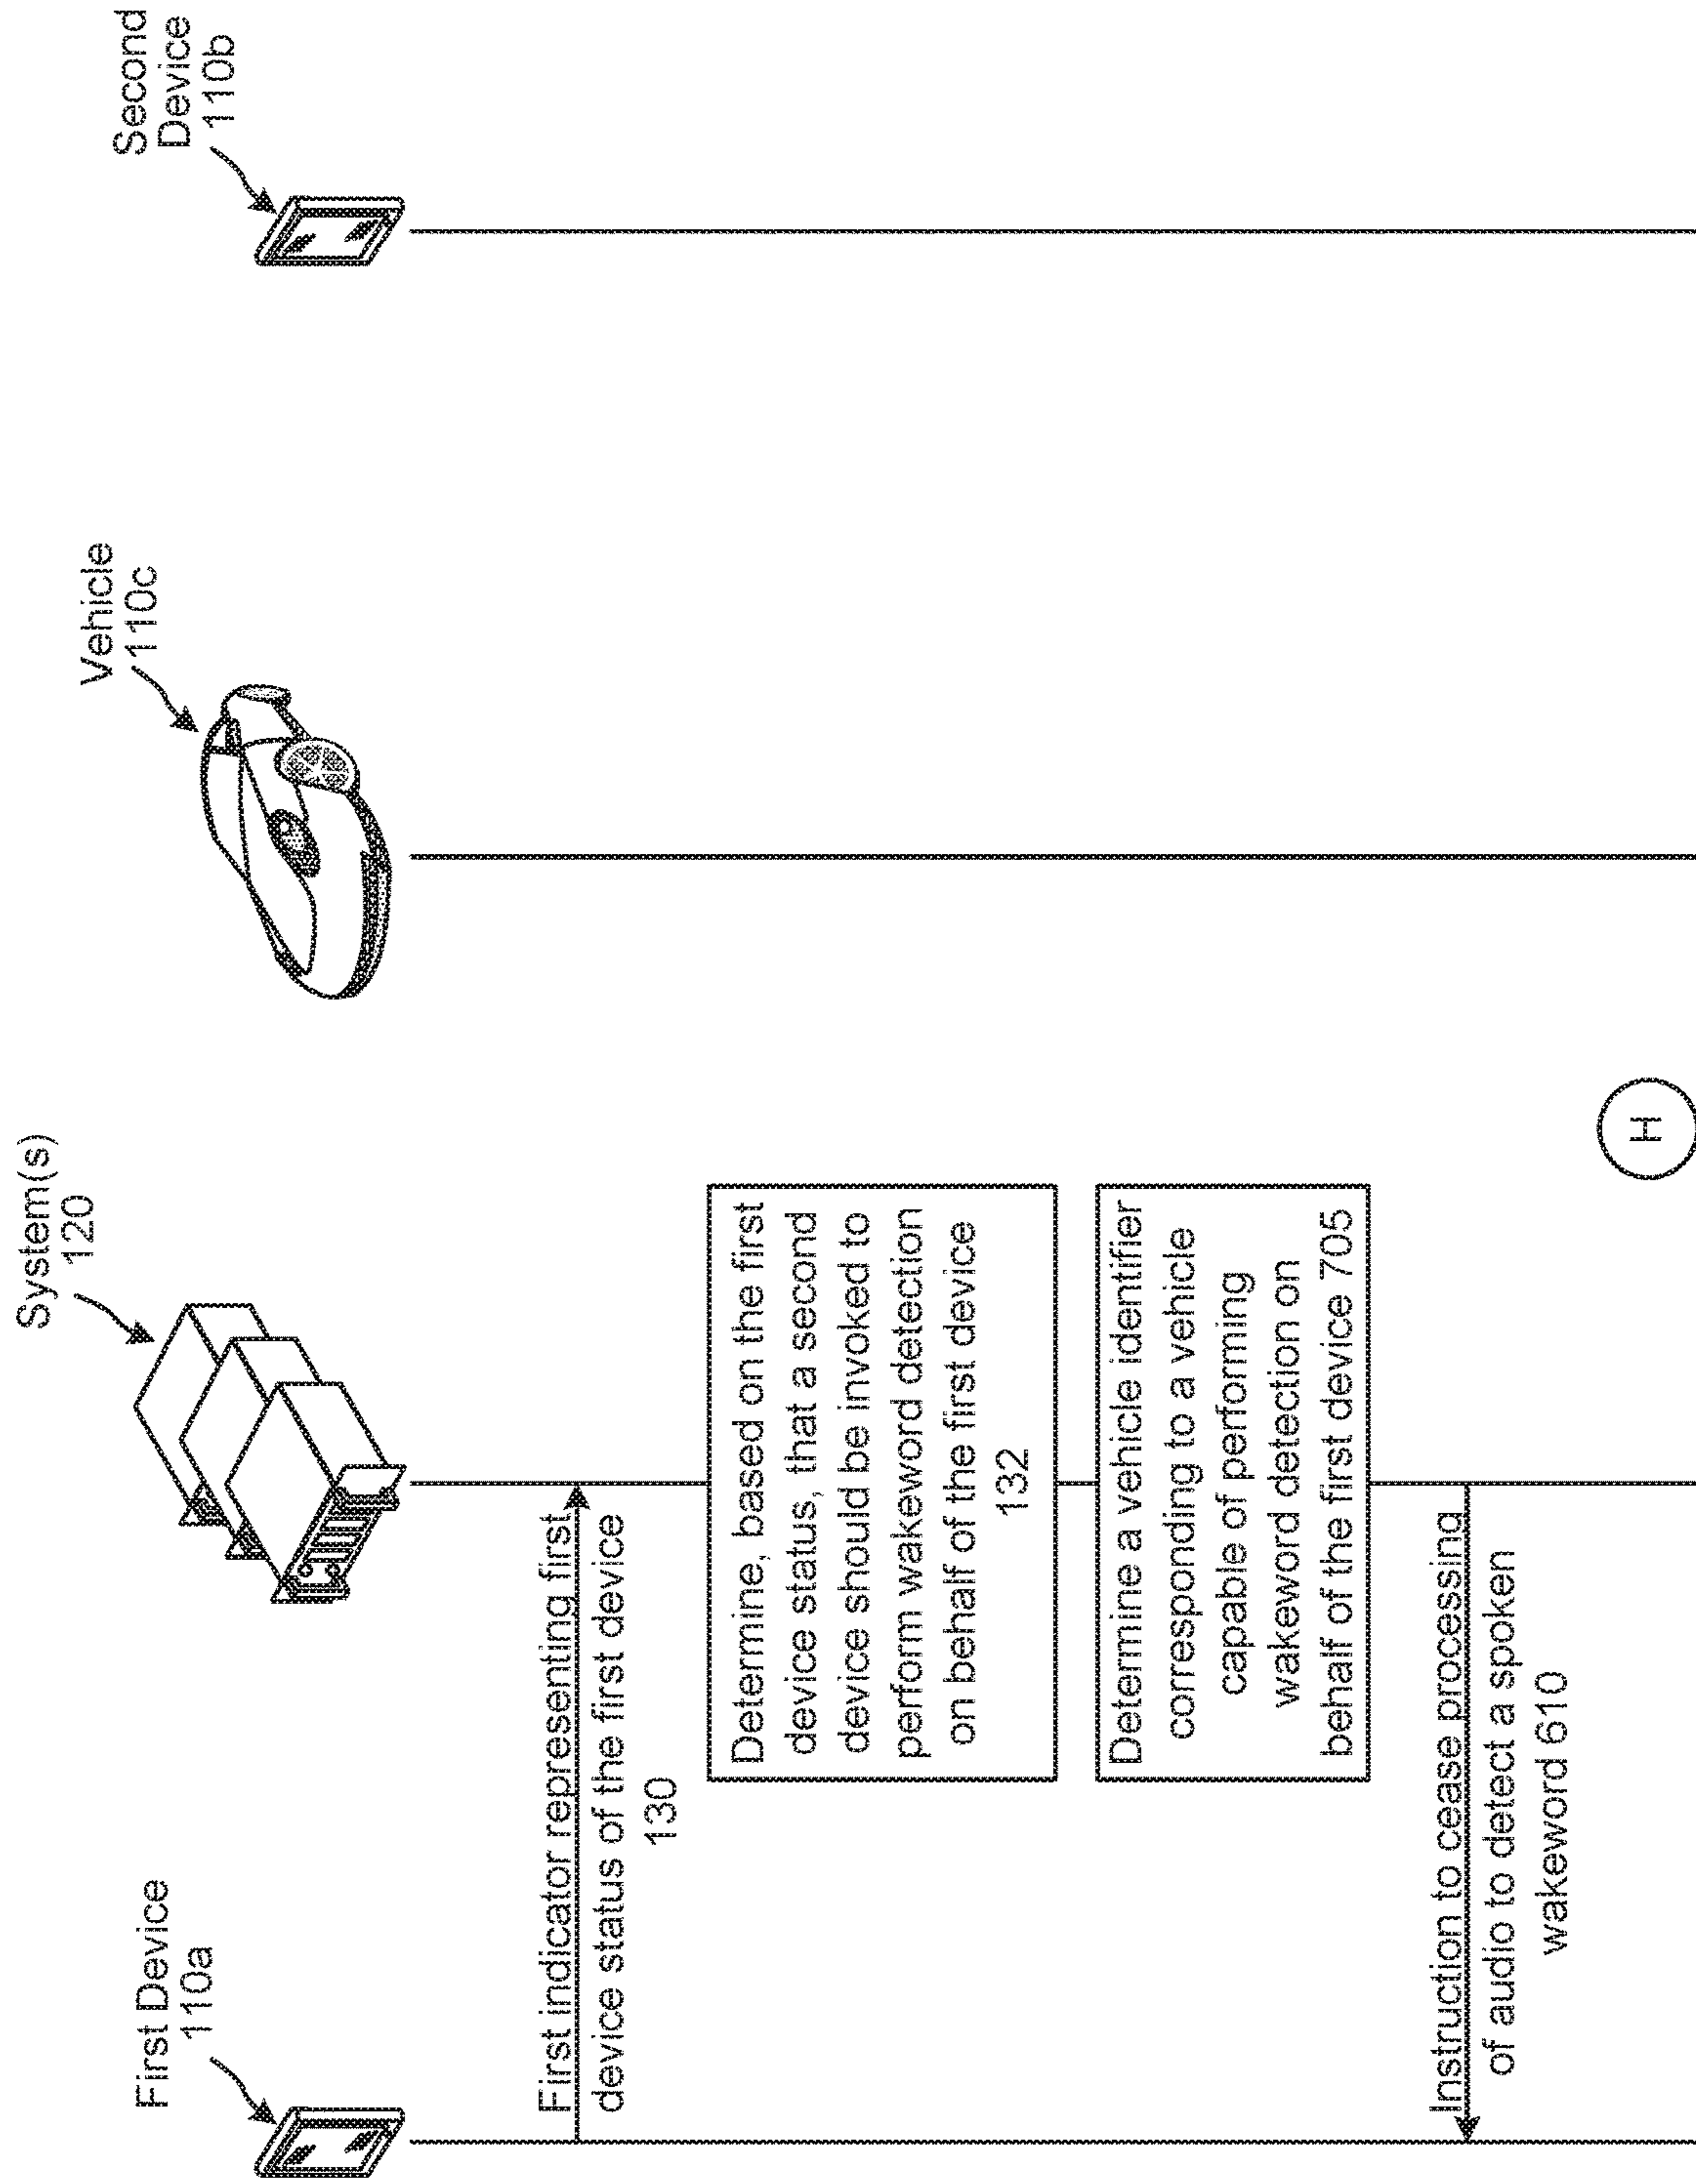 First Device
110a
System(s)
120
Vehicle
110c
Second
Device
110b
First indicator representing first
device status of the first device
130
Determine, based on the first
device status, that a second
device should be invoked to
perform wakeword detection
on behalf of the first device
132
Determine a vehicle identifier
corresponding to a vehicle
capable of performing
wakeword detection on
behalf of the first device 705
Instruction to cease processing
of audio to detect a spoken
wakeword 610
H